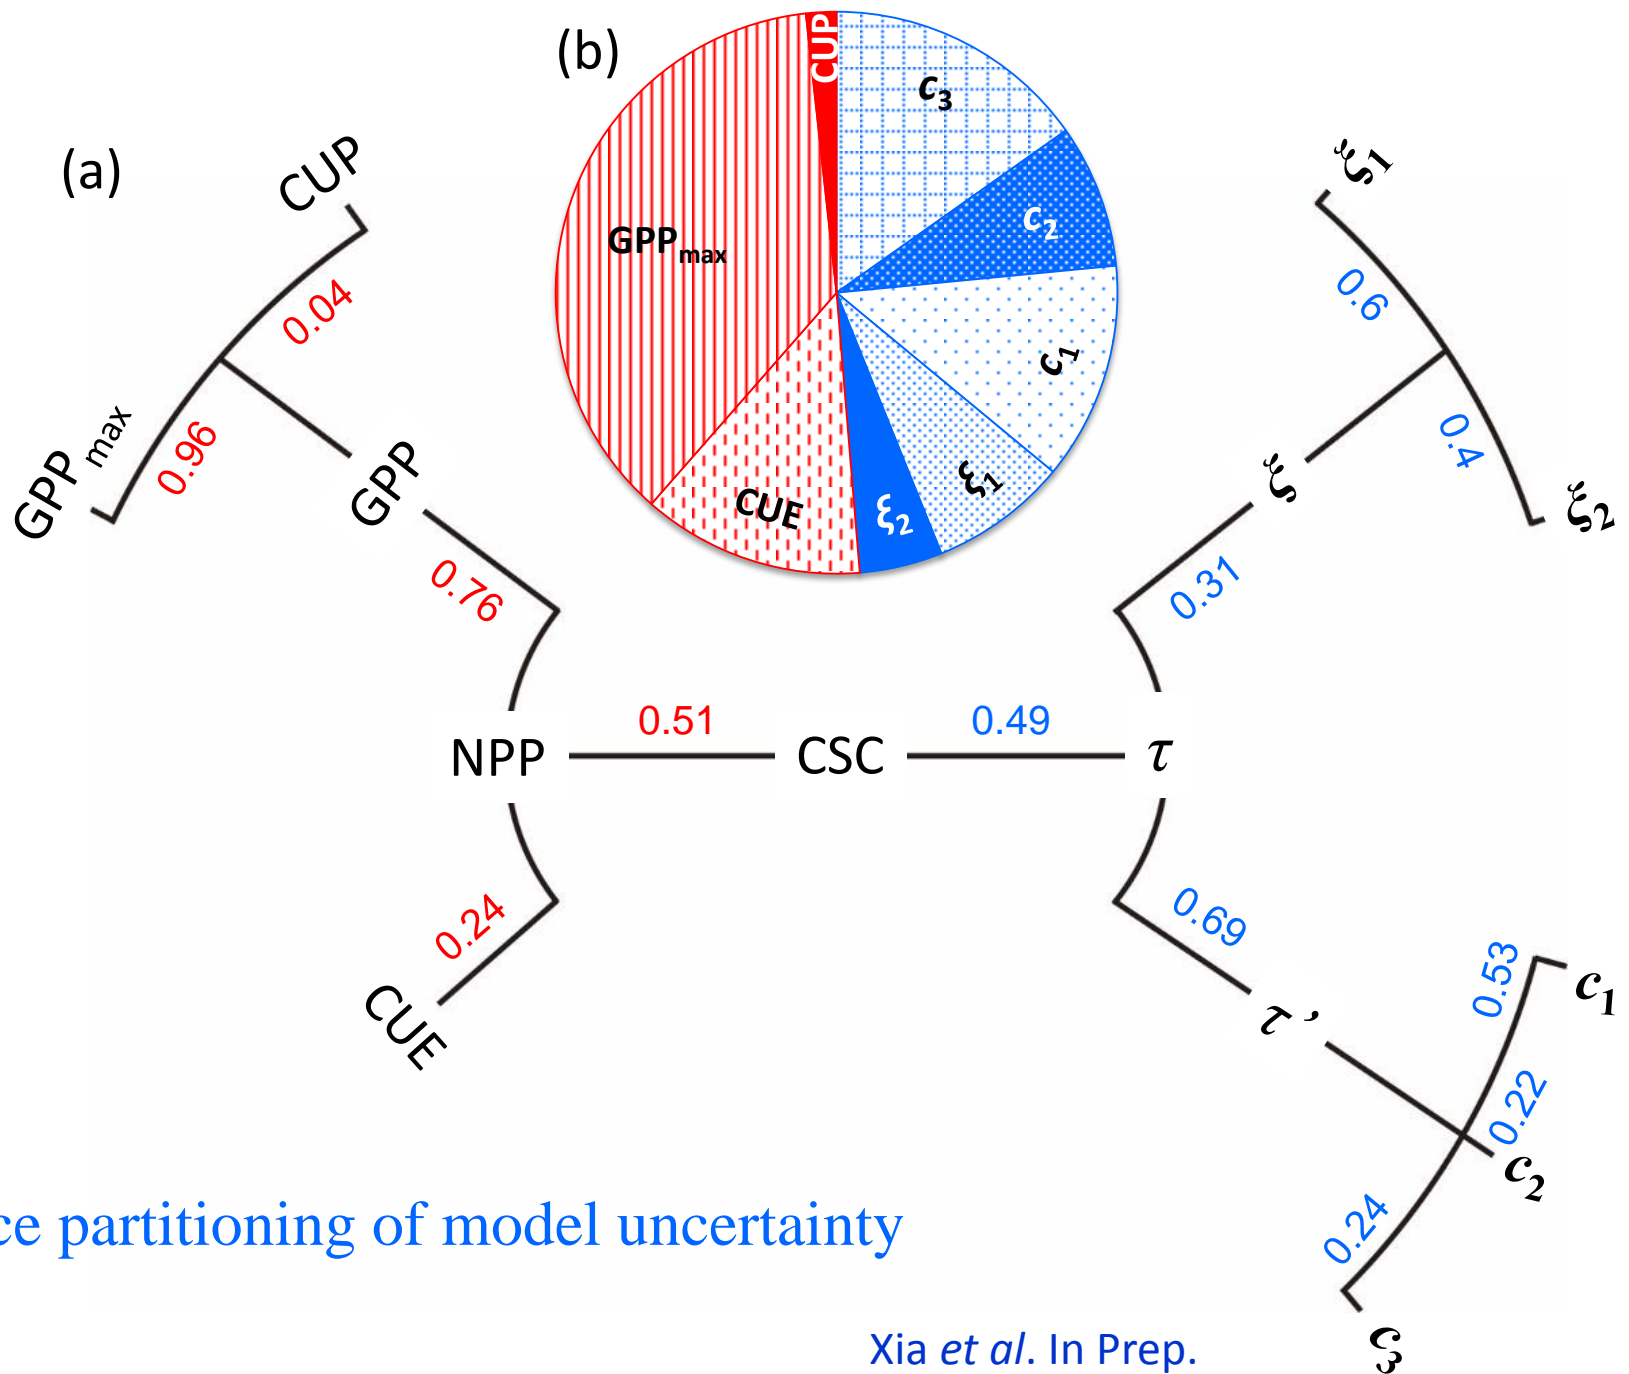 (b)
CUP
c3
c2
c1
ξ1
ξ2
CUE
GPPmax
(a)
CUP
0.04
GPP max
0.96
GPP
0.76
NPP
0.51
CSC
0.49
τ
0.24
CUE
ξ1
0.6
0.4
ξ2
ξ
0.31
0.69
τ’
0.53
c1
0.22
c2
0.24
c3
partitioning of model uncertainty
Xia et al. In Prep.